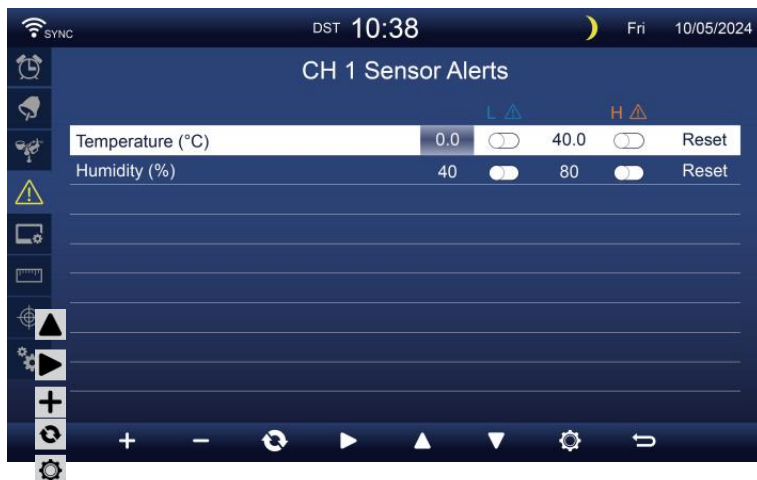 SYNC DST 10:38 Fri 10/05/2024
CH 1 Sensor Alerts
L H
Temperature (°C) 0.0 40.0 Reset
Humidity (%) 40 80 Reset